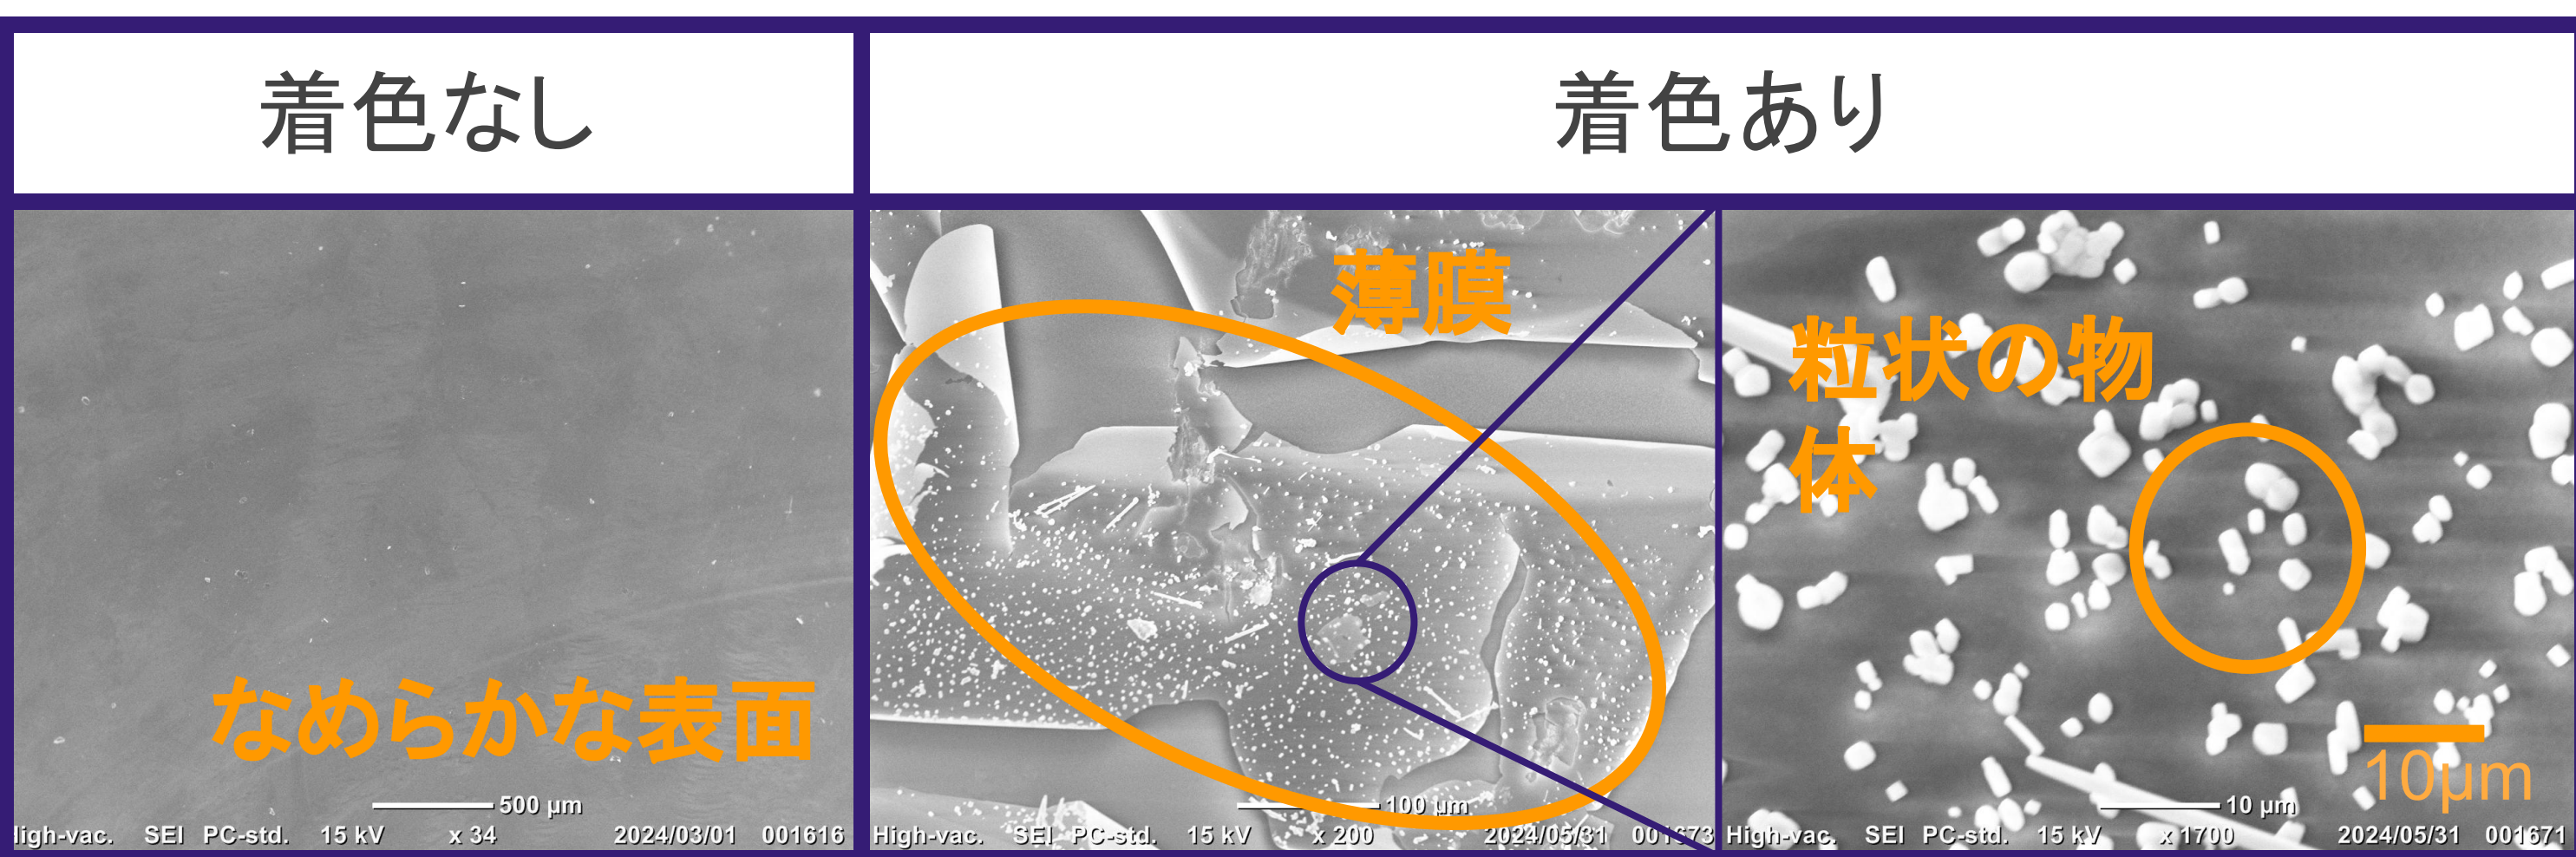 着色なし
着色あり
なめらかな表面
500 µm
High-vac. SEI PC-std. 15 kV x 34 2024/03/01 001616
薄膜
100 µm
High-vac. SEI PC-std. 15 kV x 200 2024/05/31 001673
粒状の物
体
10µm
10 µm
High-vac. SEI PC-std. 15 kV x 1700 2024/05/31 001671